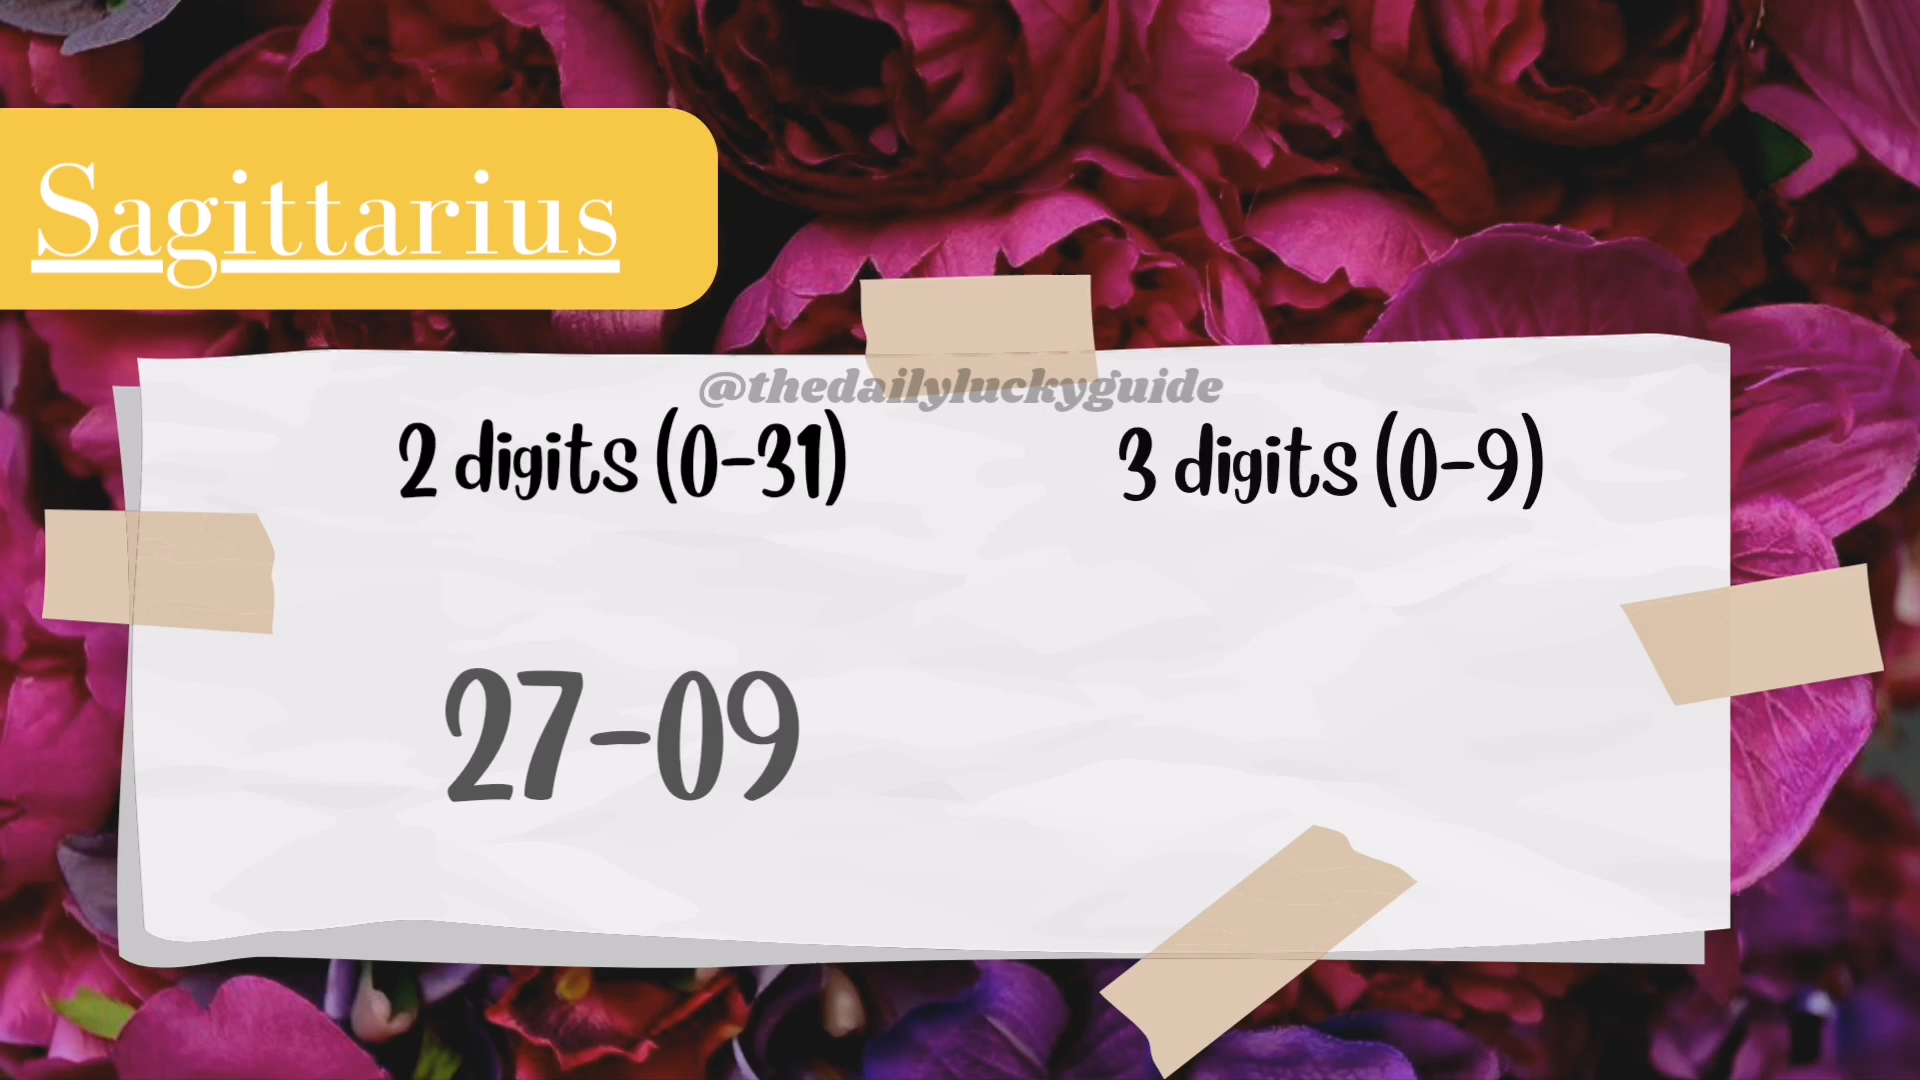 Sagittarius
@thedailyluckyguide
2 digits (0-31)
3 digits (0-9)
27-09